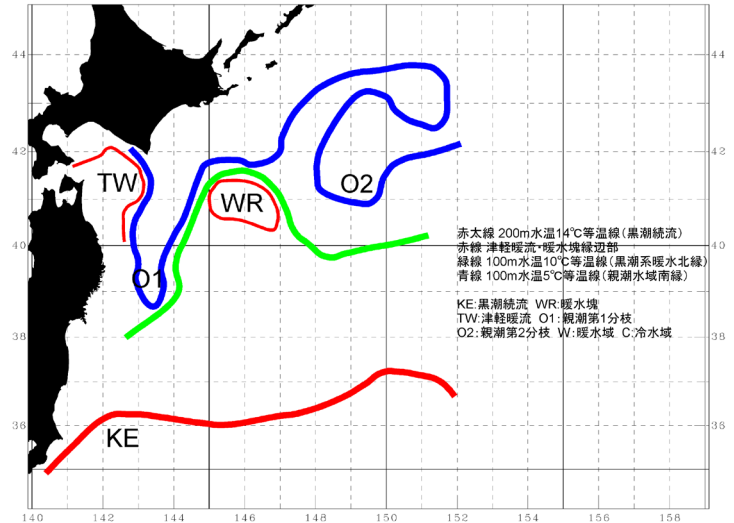 44
44
42
42
TW
O2
WR
赤太線 200m水温14℃等温線(黒潮続流)
赤線 津軽暖流・暖水塊縁辺部
緑線 100m水温10℃等温線(黒潮系暖水北縁)
青線 100m水温5℃等温線(親潮水域南縁)
40
40
O1
KE:黒潮続流 WR:暖水塊
TW:津軽暖流 O1:親潮第1分枝
O2:親潮第2分枝 W:暖水域 C:冷水域
38
38
36
36
KE
140 142 144 146 148 150 152 154 156 158